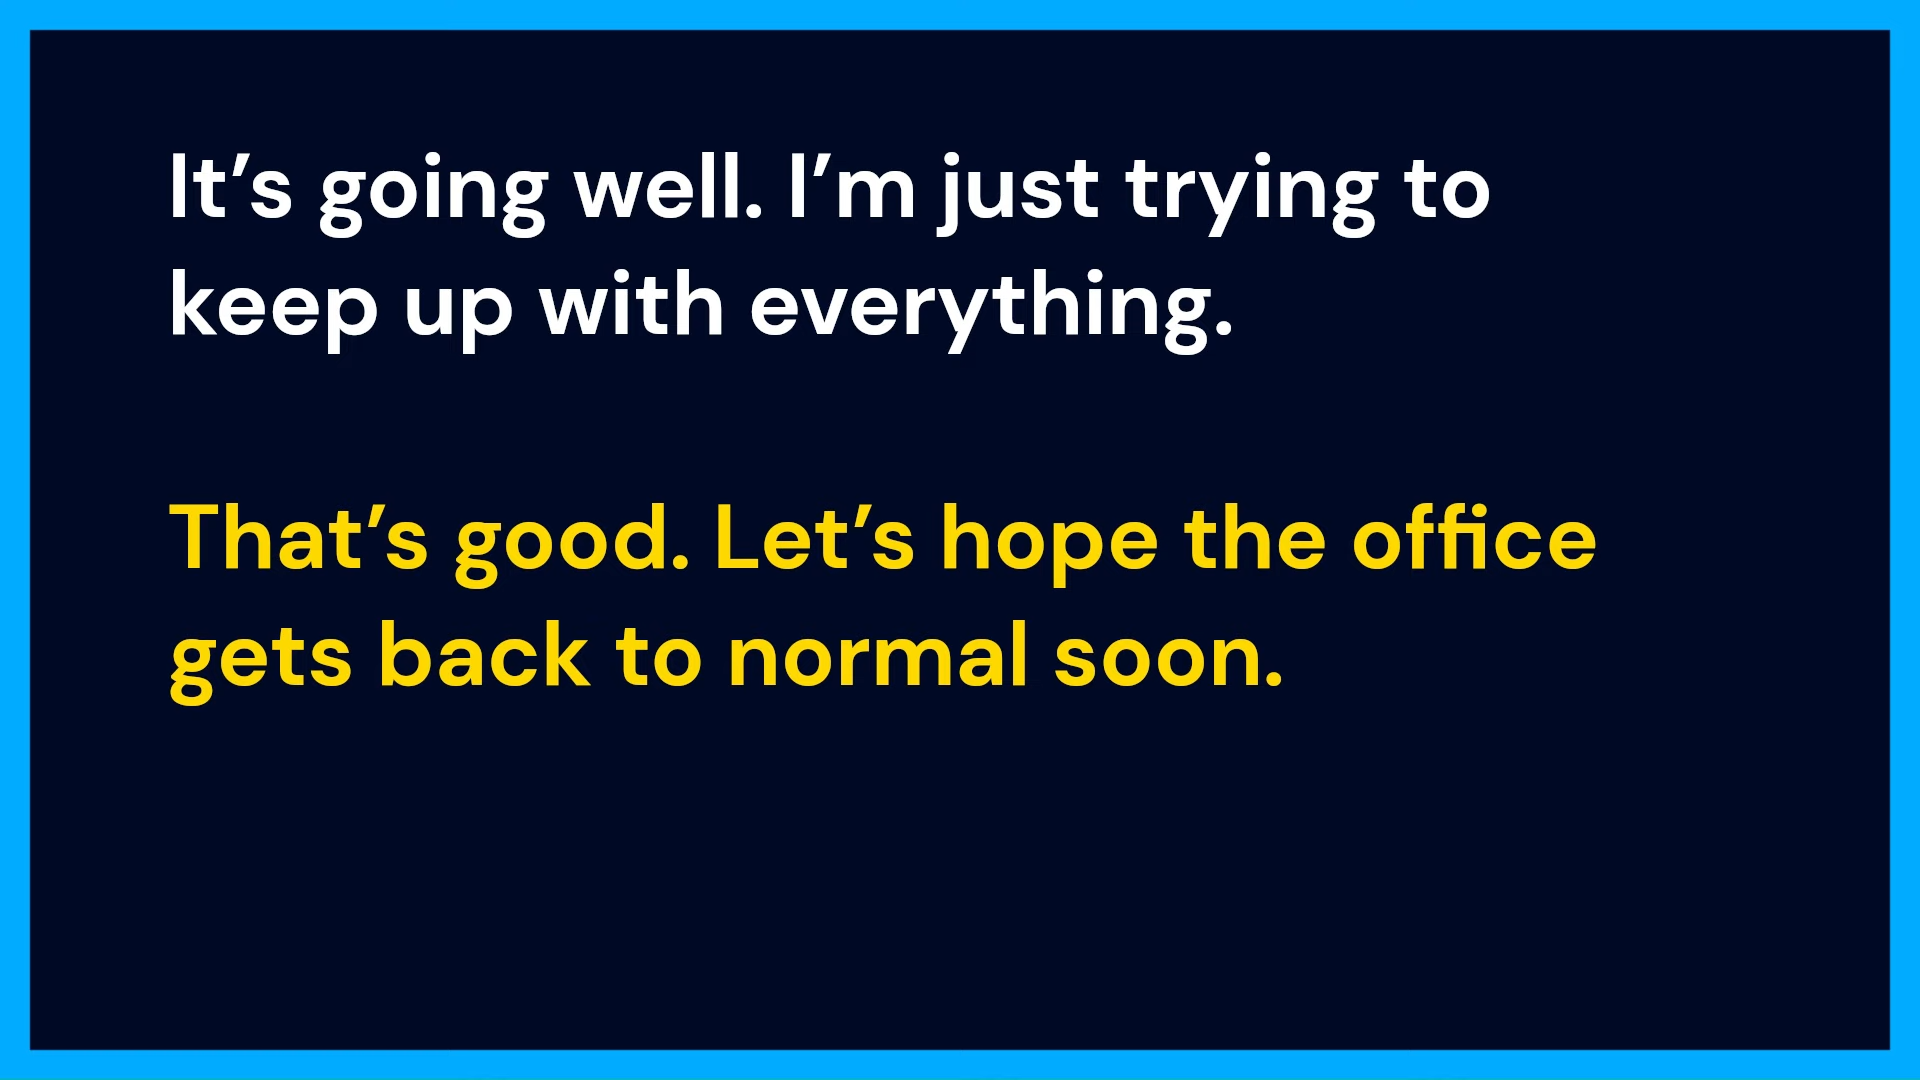 It’s going well. I’m just trying to
keep up with everything.
That’s good. Let’s hope the office
gets back to normal soon.